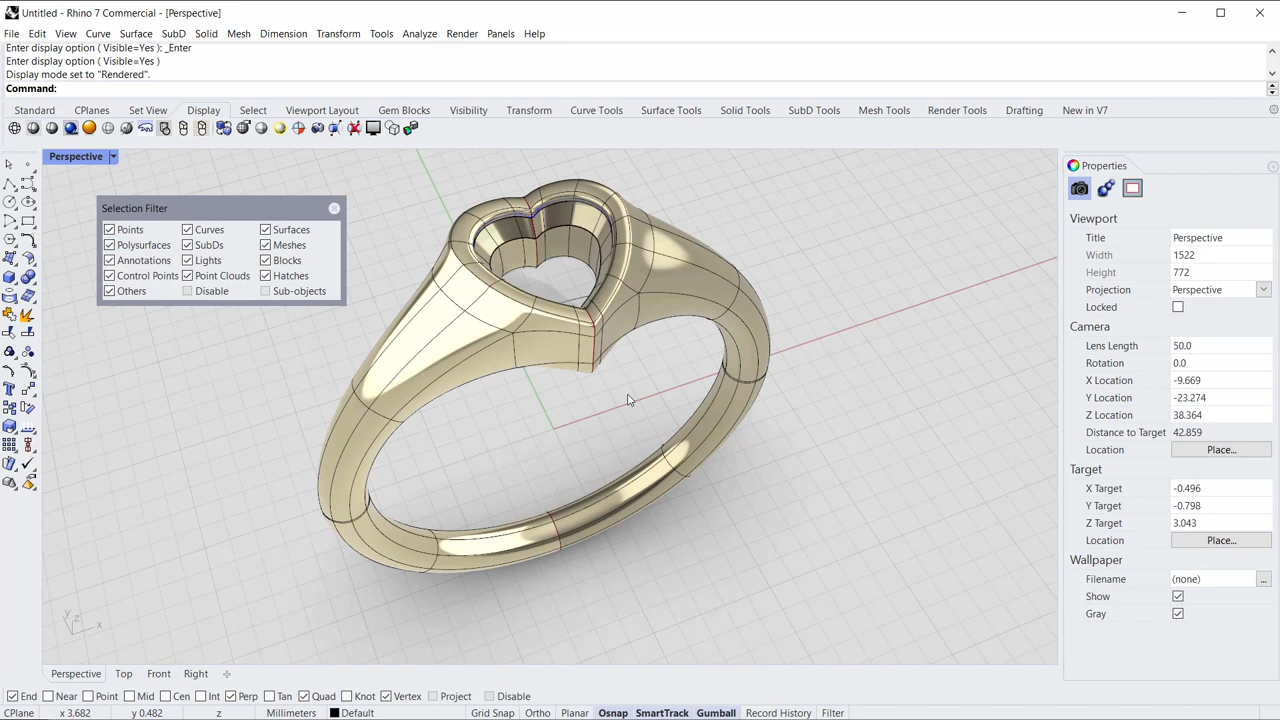 Untitled - Rhino 7 Commercial - [Perspective]
File Edit View Curve Surface SubD Solid Mesh Dimension Transform Tools Analyze Render Panels Help
Enter display option ( Visible=Yes ): _Enter
Enter display option ( Visible=Yes )
Display mode set to "Rendered".
Command:
Standard CPlanes Set View Display Select Viewport Layout Gem Blocks Visibility Transform Curve Tools Surface Tools Solid Tools SubD Tools Mesh Tools Render Tools Drafting New in V7
Perspective
Selection Filter
Points Curves Surfaces
Polysurfaces SubDs Meshes
Annotations Lights Blocks
Control Points Point Clouds Hatches
Others Disable Sub-objects
y z x
Properties
Viewport
Title Perspective
Width 1522
Height 772
Projection Perspective
Locked
Camera
Lens Length 50.0
Rotation 0.0
X Location -9.669
Y Location -23.274
Z Location 38.364
Distance to Target 42.859
Location Place...
Target
X Target -0.496
Y Target -0.798
Z Target 3.043
Location Place...
Wallpaper
Filename (none) ...
Show
Gray
Perspective Top Front Right
End Near Point Mid Cen Int Perp Tan Quad Knot Vertex Project Disable
CPlane x 3.682 y 0.482 z Millimeters Default Grid Snap Ortho Planar Osnap SmartTrack Gumball Record History Filter